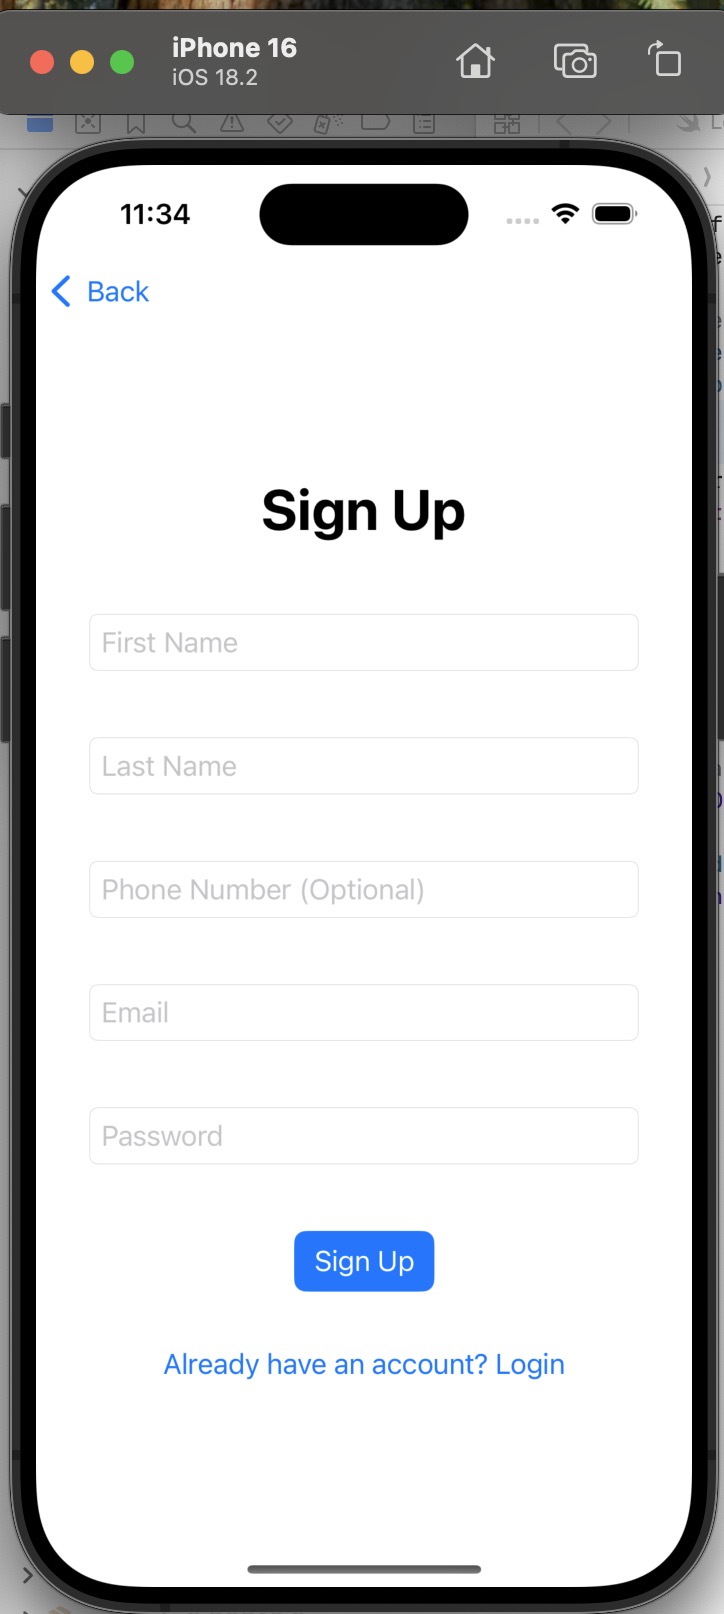 iPhone 16
iOS 18.2
11:34
Back
Sign Up
First Name
Last Name
Phone Number (Optional)
Email
Password
Sign Up
Already have an account? Login